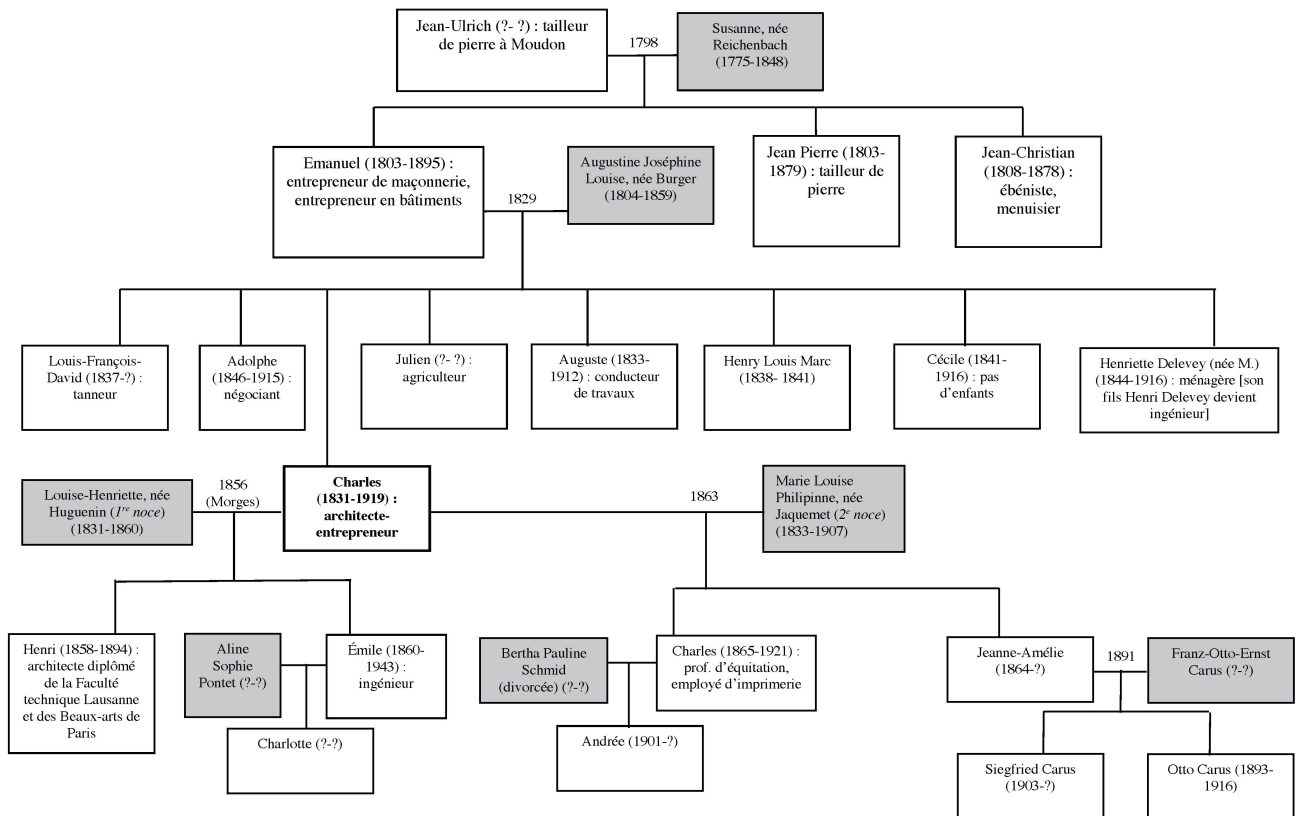 Jean-Ulrich (?- ?) : tailleur
de pierre à Moudon
1798
Susanne, née
Reichenbach
(1775-1848)
Emanuel (1803-1895) :
entrepreneur de maçonnerie,
entrepreneur en bâtiments
1829
Augustine Joséphine
Louise, née Burger
(1804-1859)
Jean Pierre (1803-
1879) : tailleur de
pierre
Jean-Christian
(1808-1878) :
ébéniste,
menuisier
Louis-François-
David (1837-?) :
tanneur
Adolphe
(1846-1915) :
négociant
Julien (?- ?) :
agriculteur
Auguste (1833-
1912) : conducteur
de travaux
Henry Louis Marc
(1838- 1841)
Cécile (1841-
1916) : pas
d’enfants
Henriette Delevey (née M.)
(1844-1916) : ménagère [son
fils Henri Delevey devient
ingénieur]
Louise-Henriette, née
Huguenin (1re noce)
(1831-1860)
1856
(Morges)
Charles
(1831-1919) :
architecte-
entrepreneur
1863
Marie Louise
Philipinne, née
Jaquemet (2e noce)
(1833-1907)
Henri (1858-1894) :
architecte diplômé
de la Faculté
technique Lausanne
et des Beaux-arts de
Paris
Aline
Sophie
Pontet (?-?)
Émile (1860-
1943) :
ingénieur
Charlotte (?-?)
Bertha Pauline
Schmid
(divorcée) (?-?)
Charles (1865-1921) :
prof. d’équitation,
employé d’imprimerie
Andrée (1901-?)
Jeanne-Amélie
(1864-?)
1891
Franz-Otto-Ernst
Carus (?-?)
Siegfried Carus
(1903-?)
Otto Carus (1893-
1916)